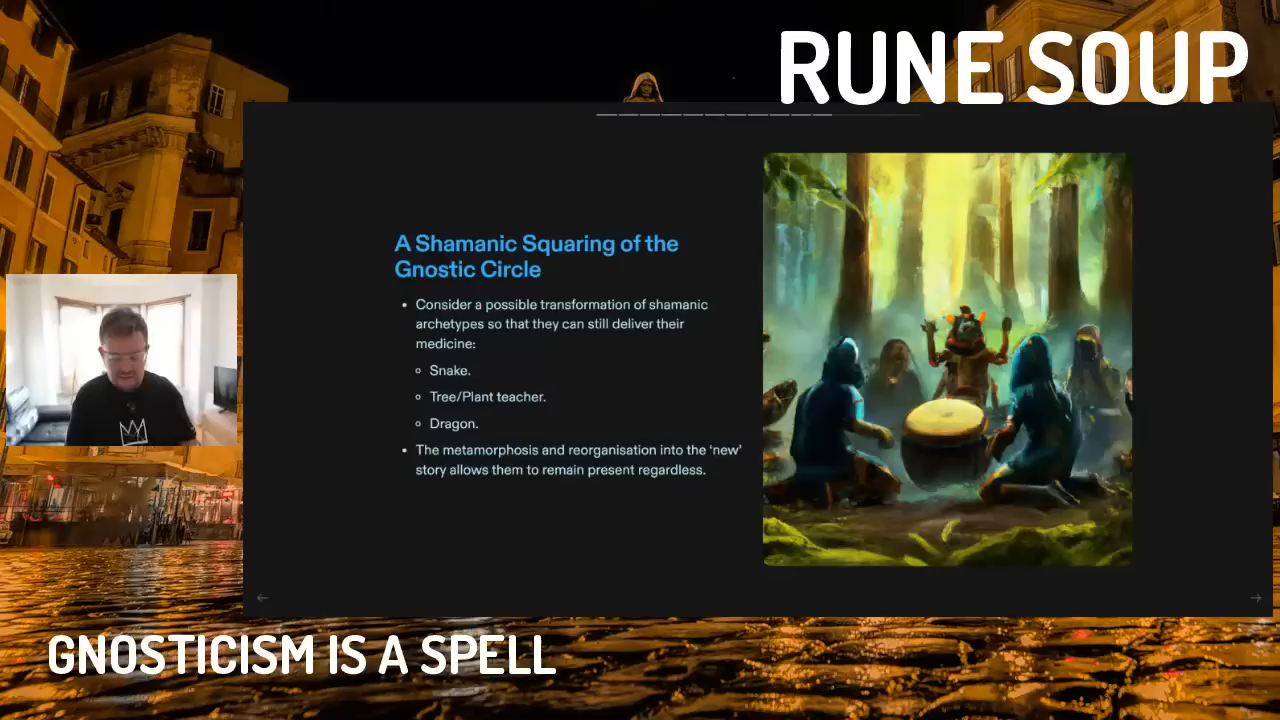 RUNE SOUP
A Shamanic Squaring of the
Gnostic Circle
• Consider a possible transformation of shamanic
archetypes so that they can still deliver their
medicine:
◦ Snake.
◦ Tree/Plant teacher.
◦ Dragon.
• The metamorphosis and reorganisation into the ‘new’
story allows them to remain present regardless.
GNOSTICISM IS A SPELL